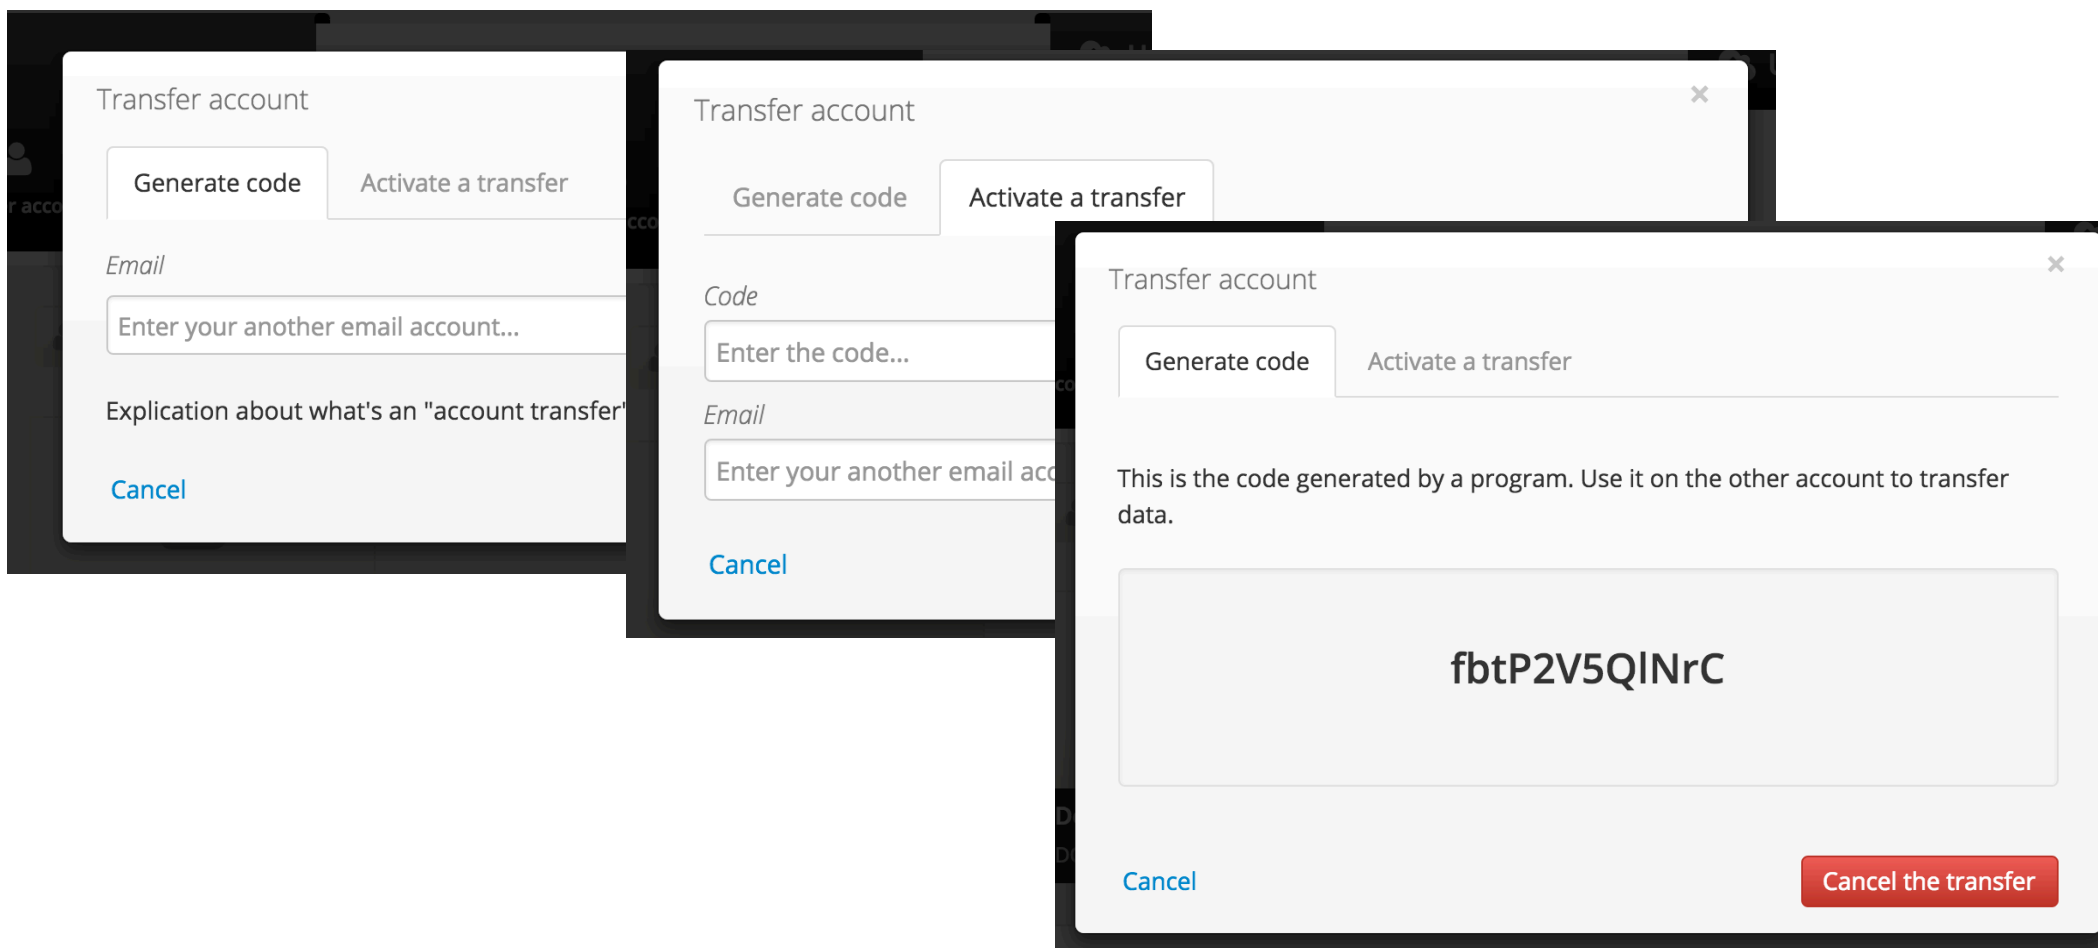 Transfer account
Generate code
Activate a transfer
Email
Enter your another email account...
Explication about what's an "account transfer"
Cancel
Transfer account
×
Generate code
Activate a transfer
Code
Enter the code...
Email
Enter your another email acc
Cancel
Transfer account
×
Generate code
Activate a transfer
This is the code generated by a program. Use it on the other account to transfer
data.
fbtP2V5QlNrC
Cancel
Cancel the transfer